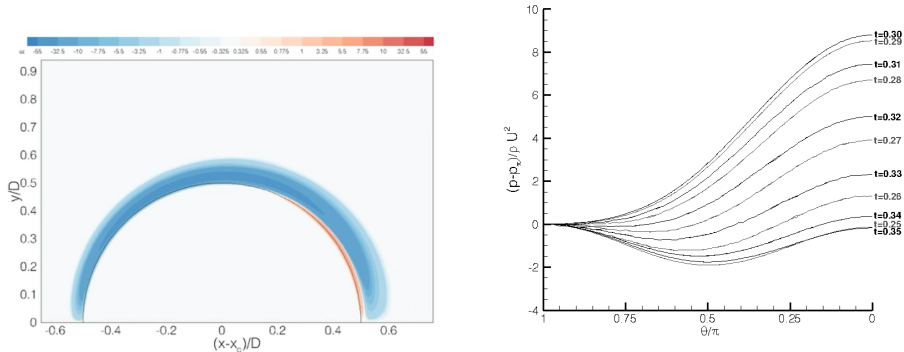 ω -55 -32.5 -10 -7.75 -5.5 -3.25 -1 -0.775 -0.55 -0.325 0.325 0.55 0.775 1 3.25 5.5 7.75 10 32.5 55
0.9
0.8
0.7
0.6
0.5
0.4
0.3
0.2
0.1
0
y/D
-0.6 -0.4 -0.2 0 0.2 0.4 0.6
(x-x_c)/D
10
8
6
4
2
0
-2
-4
(p-p_∞)/ρ U²
t=0.30
t=0.29
t=0.31
t=0.28
t=0.32
t=0.27
t=0.33
t=0.26
t=0.34
t=0.25
t=0.35
1 0.75 0.5 0.25 0
θ/π